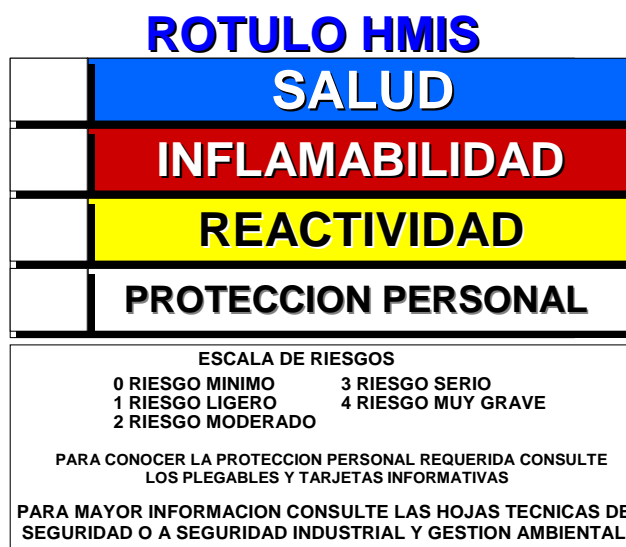 ROTULO HMIS
SALUD
INFLAMABILIDAD
REACTIVIDAD
PROTECCION PERSONAL
ESCALA DE RIESGOS
0 RIESGO MINIMO 3 RIESGO SERIO
1 RIESGO LIGERO 4 RIESGO MUY GRAVE
2 RIESGO MODERADO
PARA CONOCER LA PROTECCION PERSONAL REQUERIDA CONSULTE
LOS PLEGABLES Y TARJETAS INFORMATIVAS
PARA MAYOR INFORMACION CONSULTE LAS HOJAS TECNICAS DE
SEGURIDAD O A SEGURIDAD INDUSTRIAL Y GESTION AMBIENTAL